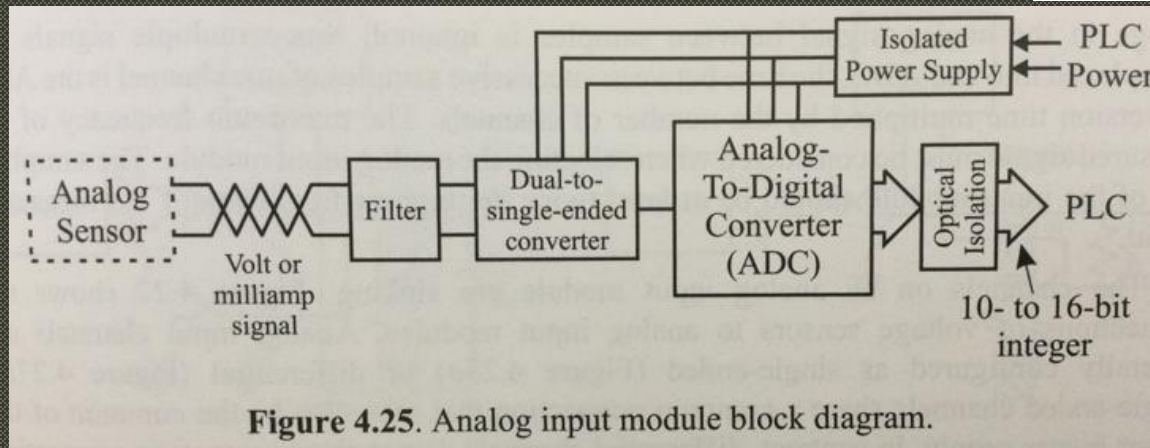 Isolated
Power Supply
PLC
Power
Analog
Sensor
Volt or
milliamp
signal
Filter
Dual-to-
single-ended
converter
Analog-
To-Digital
Converter
(ADC)
Optical
Isolation
PLC
10- to 16-bit
integer
Figure 4.25. Analog input module block diagram.